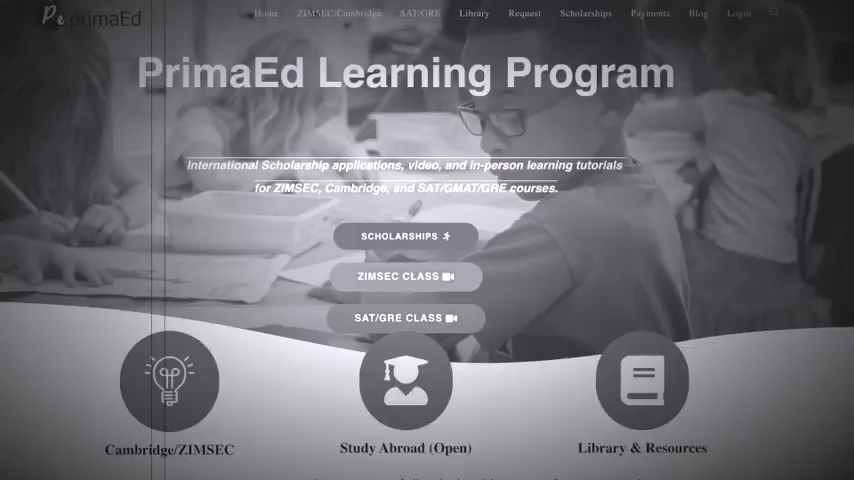 Pe primaEd
Home ZIMSEC/Cambridge SAT/GRE Library Request Scholarships Payments Blog Login
PrimaEd Learning Program
International Scholarship applications, video, and in-person learning tutorials
for ZIMSEC, Cambridge, and SAT/GMAT/GRE courses.
SCHOLARSHIPS
ZIMSEC CLASS
SAT/GRE CLASS
Cambridge/ZIMSEC
Study Abroad (Open)
Library & Resources